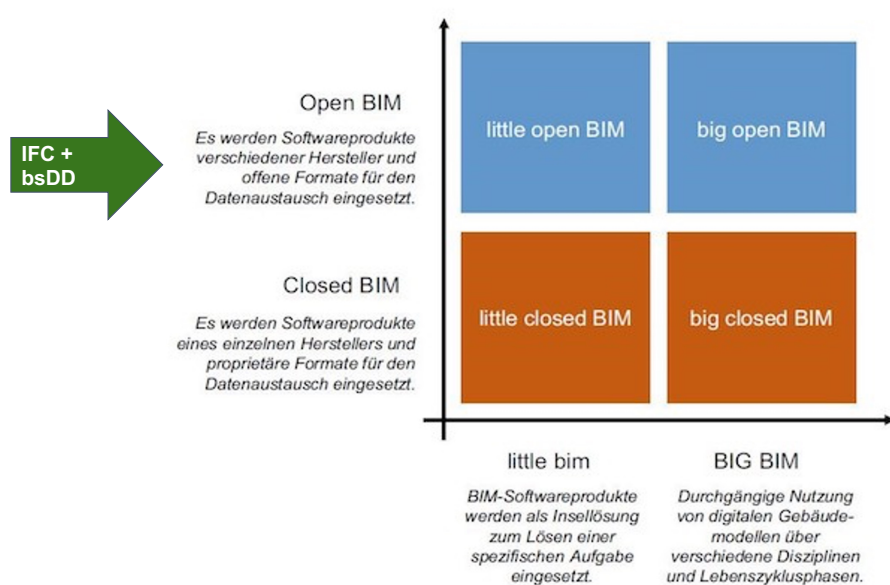 Open BIM
Es werden Softwareprodukte
verschiedener Hersteller und
offene Formate für den
Datenaustausch eingesetzt.
IFC +
bsDD
little open BIM
big open BIM
Closed BIM
Es werden Softwareprodukte
eines einzelnen Herstellers und
proprietäre Formate für den
Datenaustausch eingesetzt.
little closed BIM
big closed BIM
little bim
BIM-Softwareprodukte
werden als Insellösung
zum Lösen einer
spezifischen Aufgabe
eingesetzt.
BIG BIM
Durchgängige Nutzung
von digitalen Gebäude-
modellen über
verschiedene Disziplinen
und Lebenszyklusphasen.